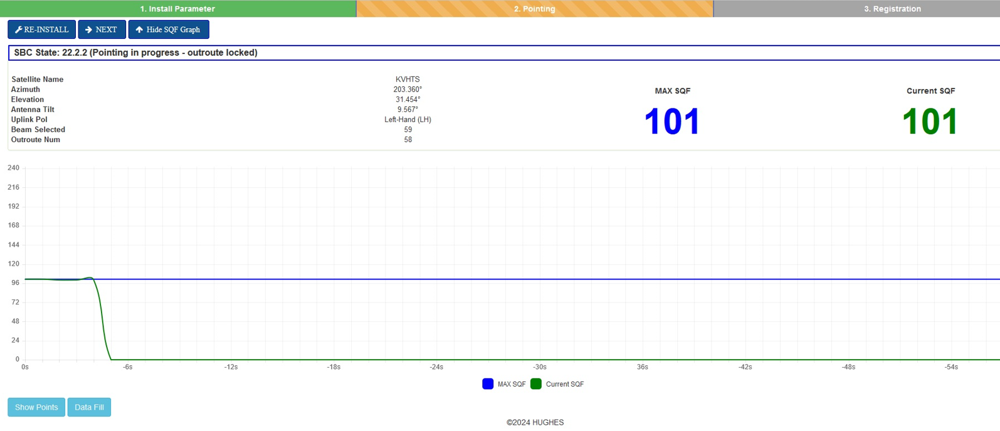 1. Install Parameter
2. Pointing
3. Registration
RE-INSTALL
NEXT
Hide SQF Graph
SBC State: 22.2.2 (Pointing in progress - outroute locked)
Satellite Name KVHTS
Azimuth 203.360°
Elevation 31.454°
Antenna Tilt 9.567°
Uplink Pol Left-Hand (LH)
Beam Selected 59
Outroute Num 58
MAX SQF
101
Current SQF
101
240
216
192
168
144
120
96
72
48
24
0
0s -6s -12s -18s -24s -30s 36s -42s -48s -54s
MAX SQF Current SQF
Show Points
Data Fill
©2024 HUGHES